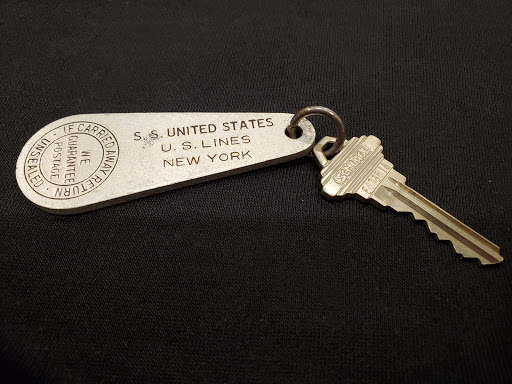 S.S. UNITED STATES
U.S. LINES
NEW YORK
· IF CARRIED AWAY RETURN · UNSEALED
WE
GUARANTEE
POSTAGE